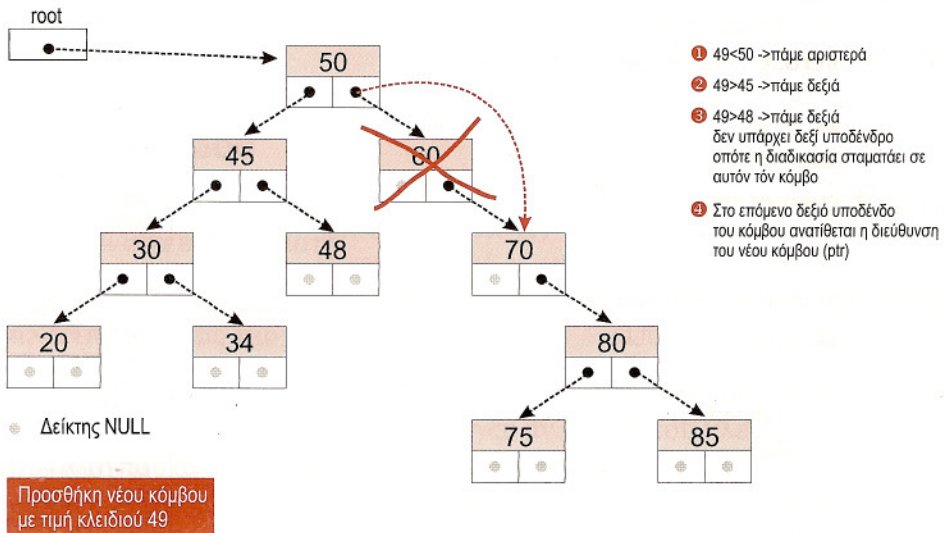 root
50
45
60
30
48
70
20
34
80
75
85
1 49<50 ->πάμε αριστερά
2 49>45 ->πάμε δεξιά
3 49>48 ->πάμε δεξιά
δεν υπάρχει δεξί υποδένδρο
οπότε η διαδικασία σταματάει σε
αυτόν τόν κόμβο
4 Στο επόμενο δεξιό υποδένδο
του κόμβου ανατίθεται η διεύθυνση
του νέου κόμβου (ptr)
Δείκτης NULL
Προσθήκη νέου κόμβου
με τιμή κλειδιού 49